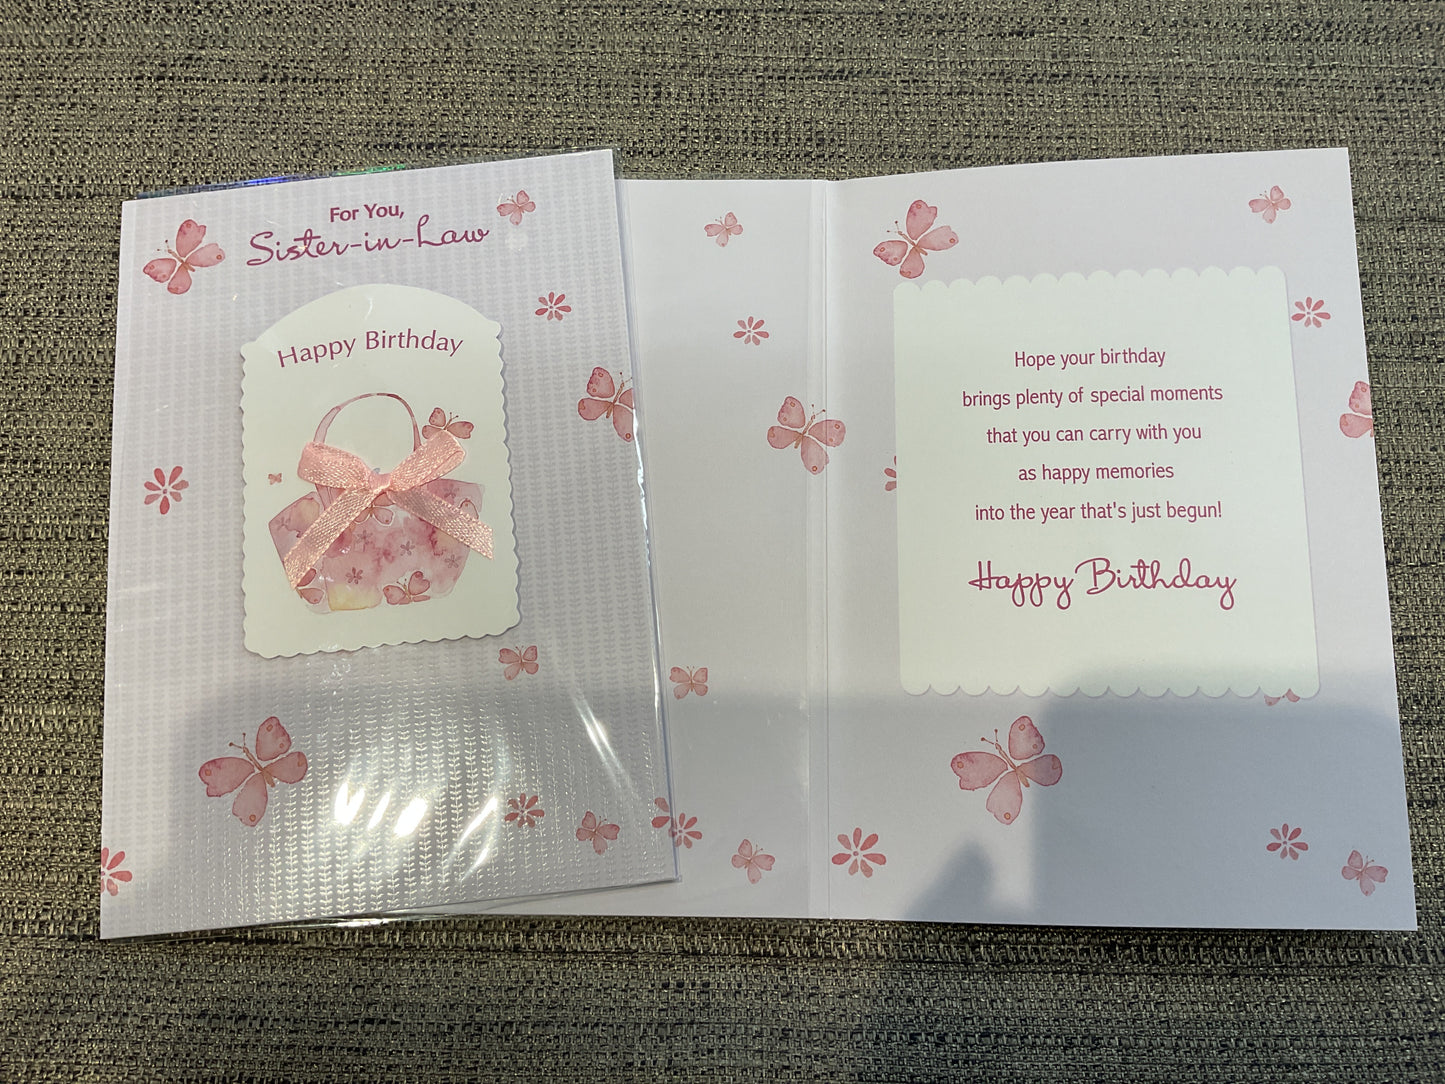 For You,
Sister-in-Law
Happy Birthday
Hope your birthday
brings plenty of special moments
that you can carry with you
as happy memories
into the year that's just begun!
Happy Birthday